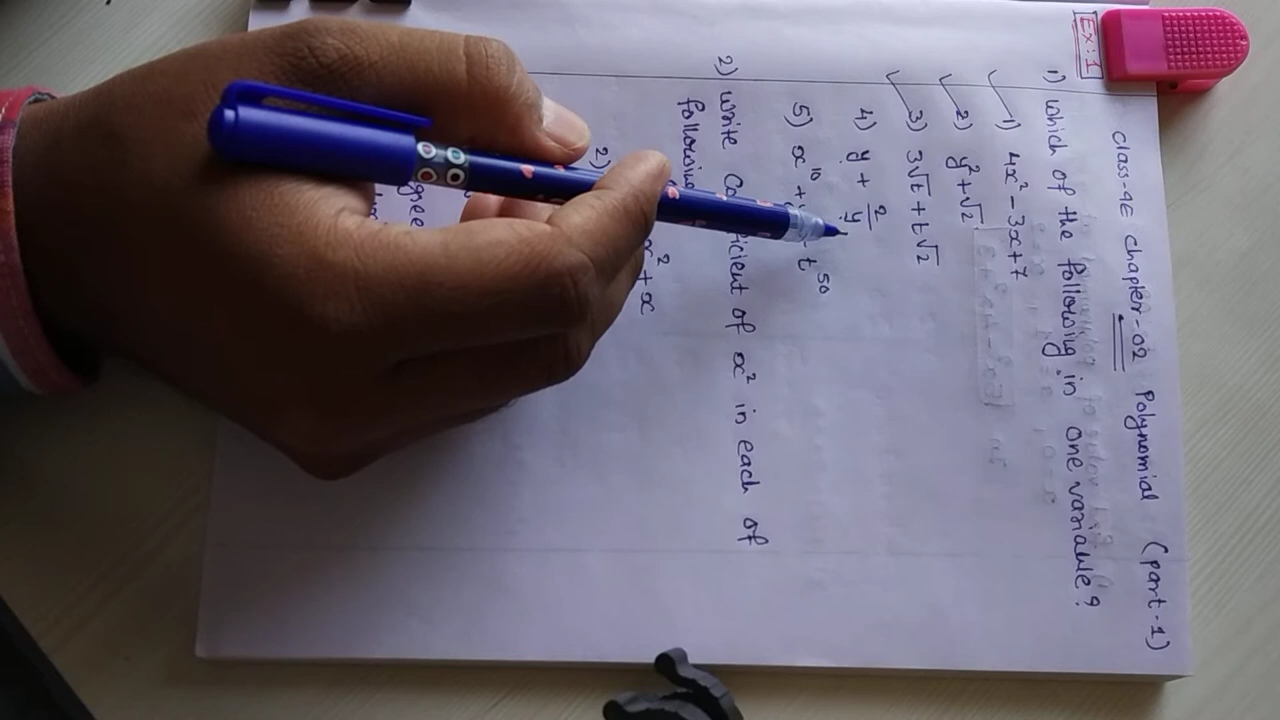 Ex:1
Class-9E Chapter-02 Polynomial (part-1)
1) which of the following in one variable?
1) 4x² - 3x + 7
2) y² + √2
3) 3√t + t√2
4) y + 2/y
5) x¹⁰ + t⁵⁰
2) write of x² in each of
following
2) x² + x